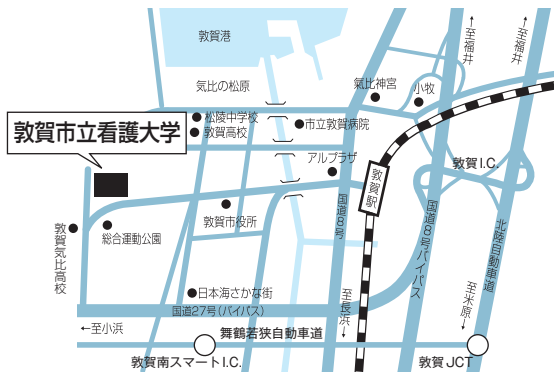 敦賀港
↑至福井
↑至福井
気比の松原
氣比神宮
小牧
松陵中学校
敦賀高校
市立敦賀病院
敦賀市立看護大学
アルプラザ
敦賀I.C.
敦賀駅
敦賀市役所
総合運動公園
敦賀気比高校
国道8号
国道8号バイパス
北陸自動車道
日本海さかな街
国道27号(バイパス)
至長浜→
至米原→
←至小浜
舞鶴若狭自動車道
敦賀南スマートI.C.
敦賀JCT